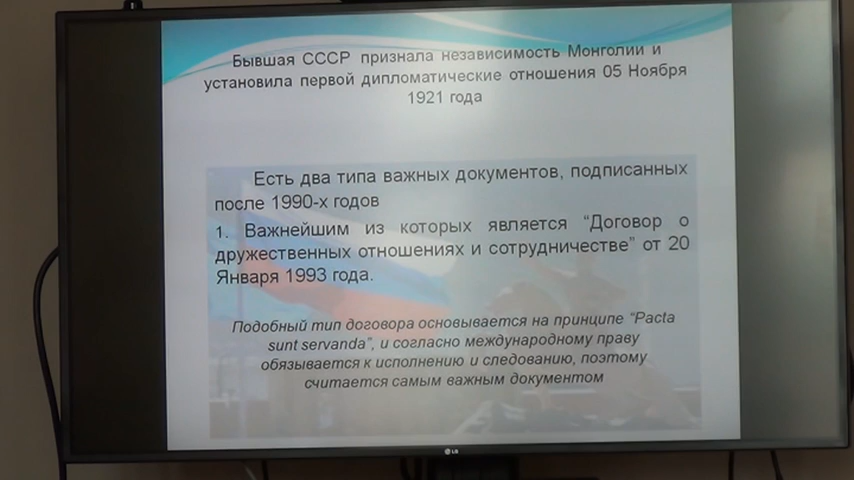 Бывшая СССР признала независимость Монголии и
установила первой дипломатические отношения 05 Ноября
1921 года
Есть два типа важных документов, подписанных
после 1990-х годов
1. Важнейшим из которых является “Договор о
дружественных отношениях и сотрудничестве” от 20
Января 1993 года.
Подобный тип договора основывается на принципе “Pacta
sunt servanda”, и согласно международному праву
обязывается к исполнению и следованию, поэтому
считается самым важным документом
LG